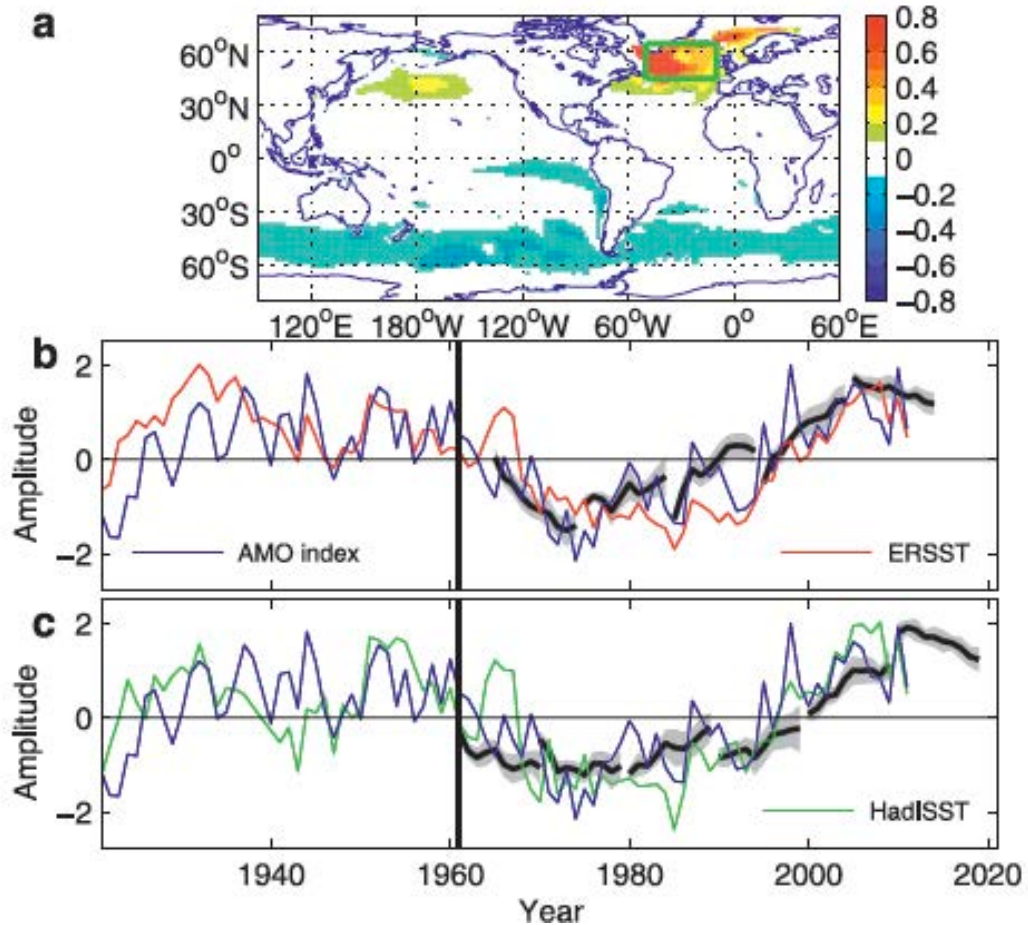 a
60°N
30°N
0°
30°S
60°S
120°E 180°W 120°W 60°W 0° 60°E
0.8
0.6
0.4
0.2
0
−0.2
−0.4
−0.6
−0.8
b
2
0
−2
Amplitude
AMO index
ERSST
c
2
0
−2
Amplitude
HadISST
1940 1960 1980 2000 2020
Year